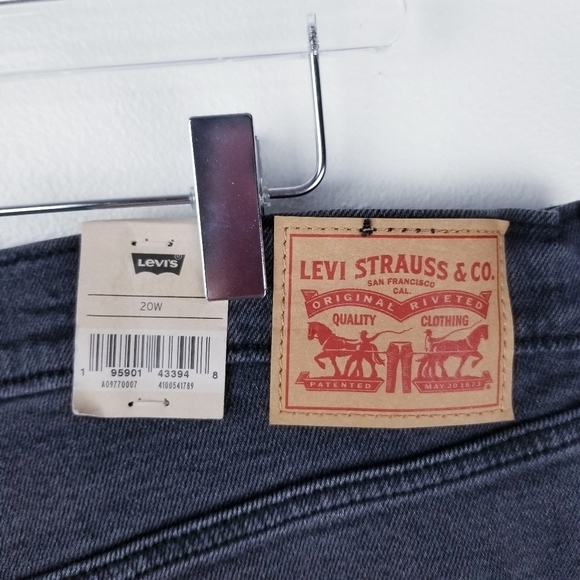 LEVI'S
20W
1 95901 43394 8
A09770007 4100541789
LEVI STRAUSS & CO.
SAN FRANCISCO
CAL.
ORIGINAL RIVETED
QUALITY CLOTHING
PATENTED MAY 20 1873